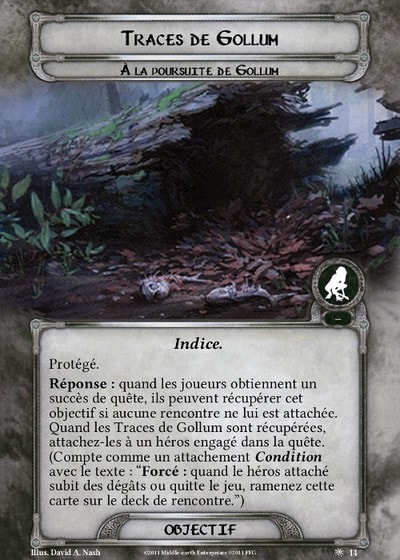 Traces de Gollum
À la poursuite de Gollum
Indice.
Protégé.
Réponse : quand les joueurs obtiennent un
succès de quête, ils peuvent récupérer cet
objectif si aucune rencontre ne lui est attachée.
Quand les Traces de Gollum sont récupérées,
attachez-les à un héros engagé dans la quête.
(Compte comme un attachement Condition
avec le texte : “Forcé : quand le héros attaché
subit des dégâts ou quitte le jeu, ramenez cette
carte sur le deck de rencontre.”)
OBJECTIF
Illus. David A. Nash ©2011 Middle-earth Enterprises ©2011 FFG 14